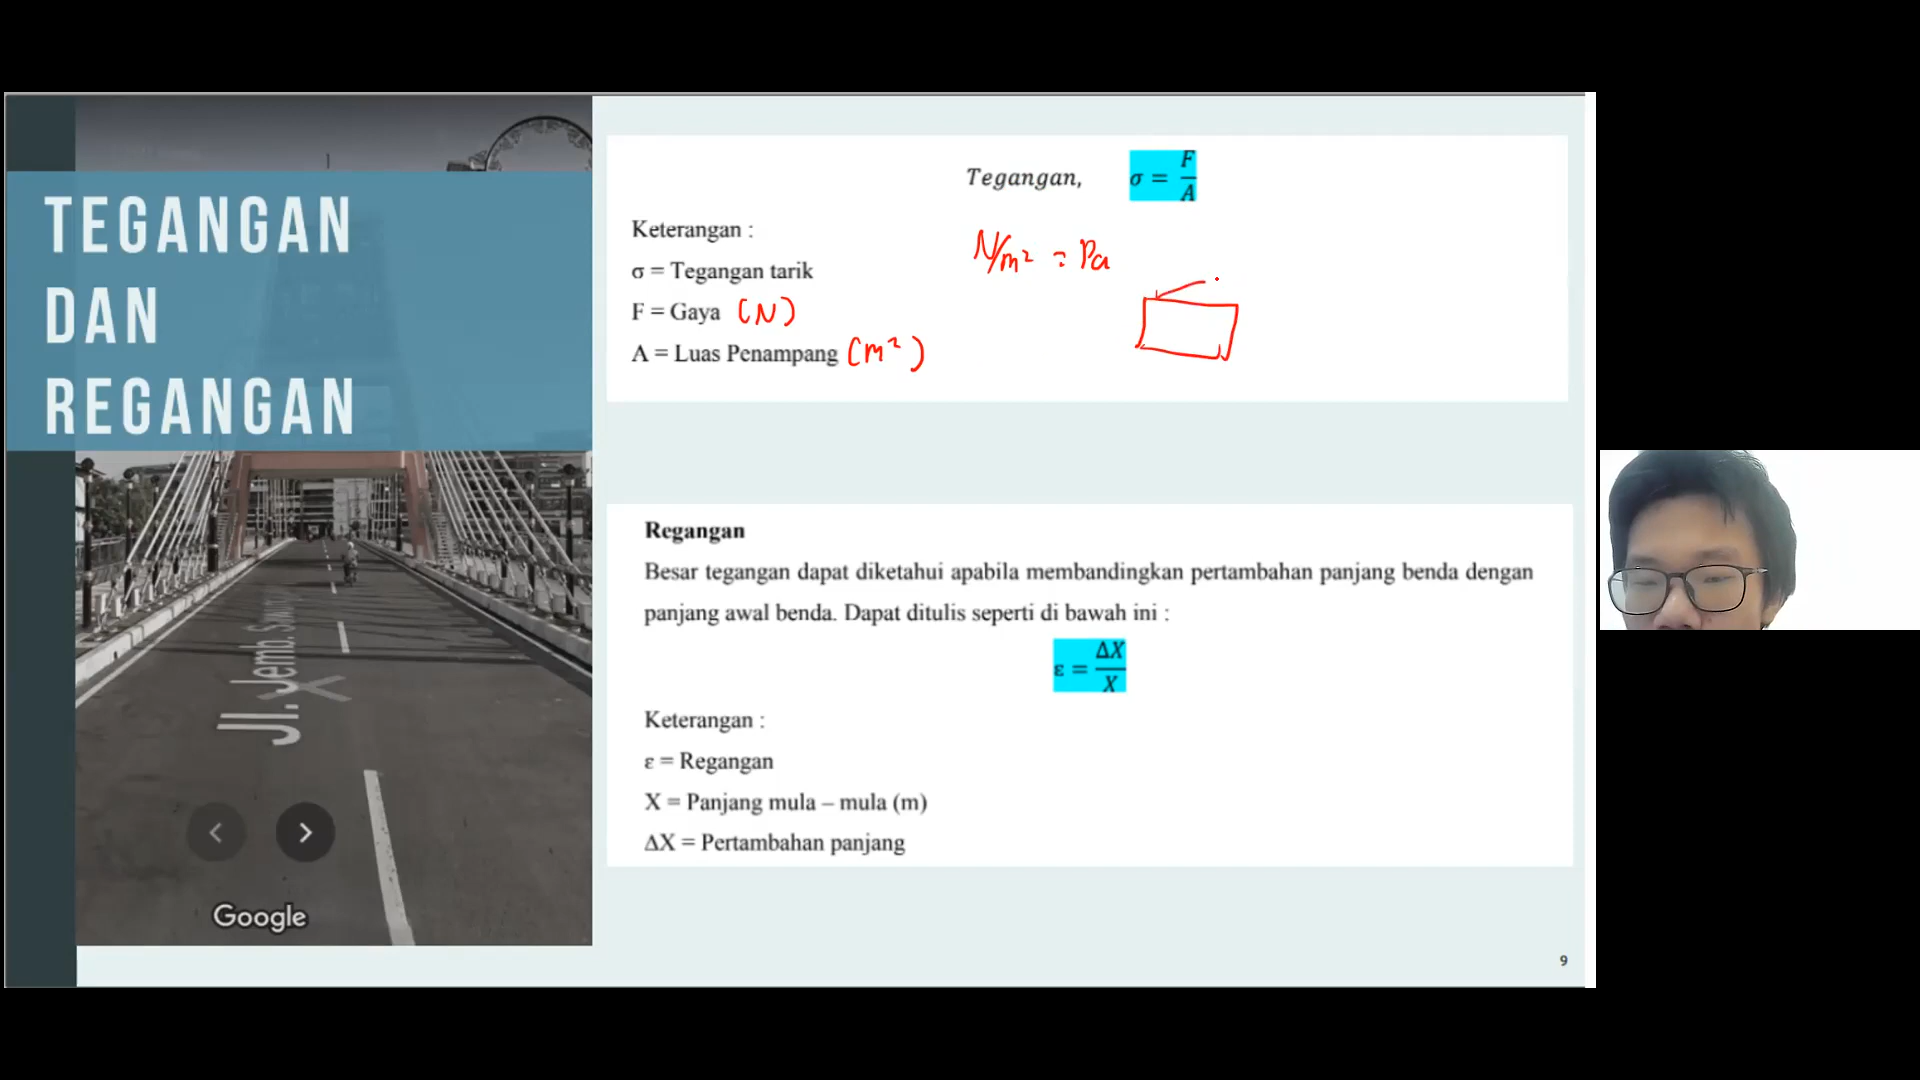 TEGANGAN
DAN
REGANGAN
Jl. Jemb.
Google
Tegangan, σ = F/A
Keterangan :
σ = Tegangan tarik
F = Gaya (N)
A = Luas Penampang (m²)
N/m² = Pa
Regangan
Besar tegangan dapat diketahui apabila membandingkan pertambahan panjang benda dengan
panjang awal benda. Dapat ditulis seperti di bawah ini :
ε = ΔX/X
Keterangan :
ε = Regangan
X = Panjang mula – mula (m)
ΔX = Pertambahan panjang
9